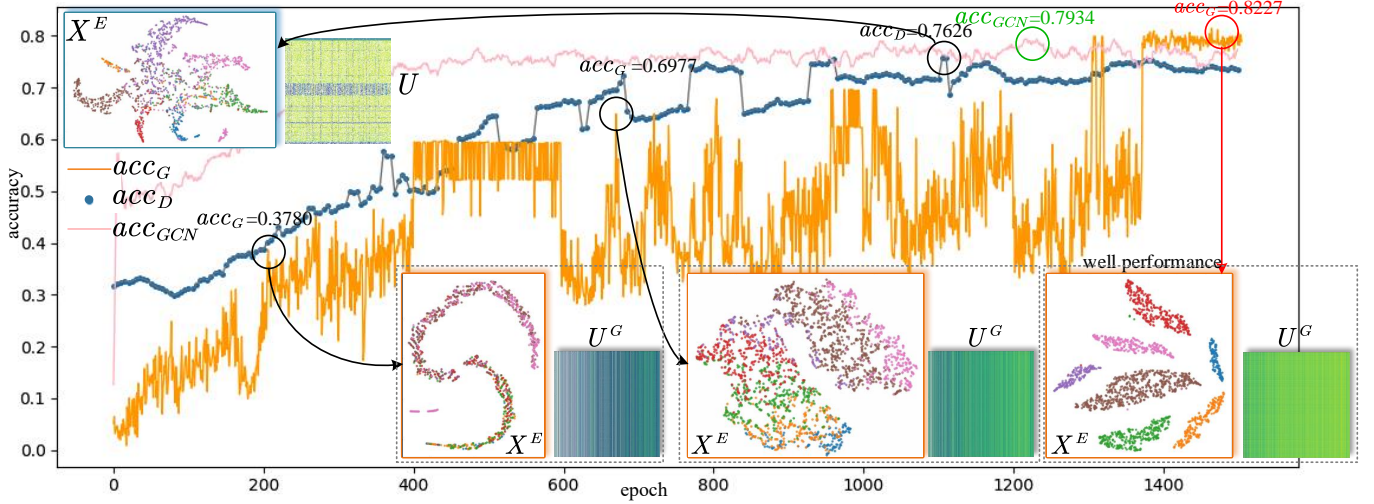 acc_G=0.8227
acc_GCN=0.7934
acc_D=0.7626
X^E
U
0.8
0.7
0.6
0.5
0.4
0.3
0.2
0.1
0.0
accuracy
acc_G
acc_D
acc_GCN
acc_G=0.3780
acc_G=0.6977
well performance
U^G
U^G
U^G
X^E
X^E
X^E
0 200 400 600 800 1000 1200 1400
epoch